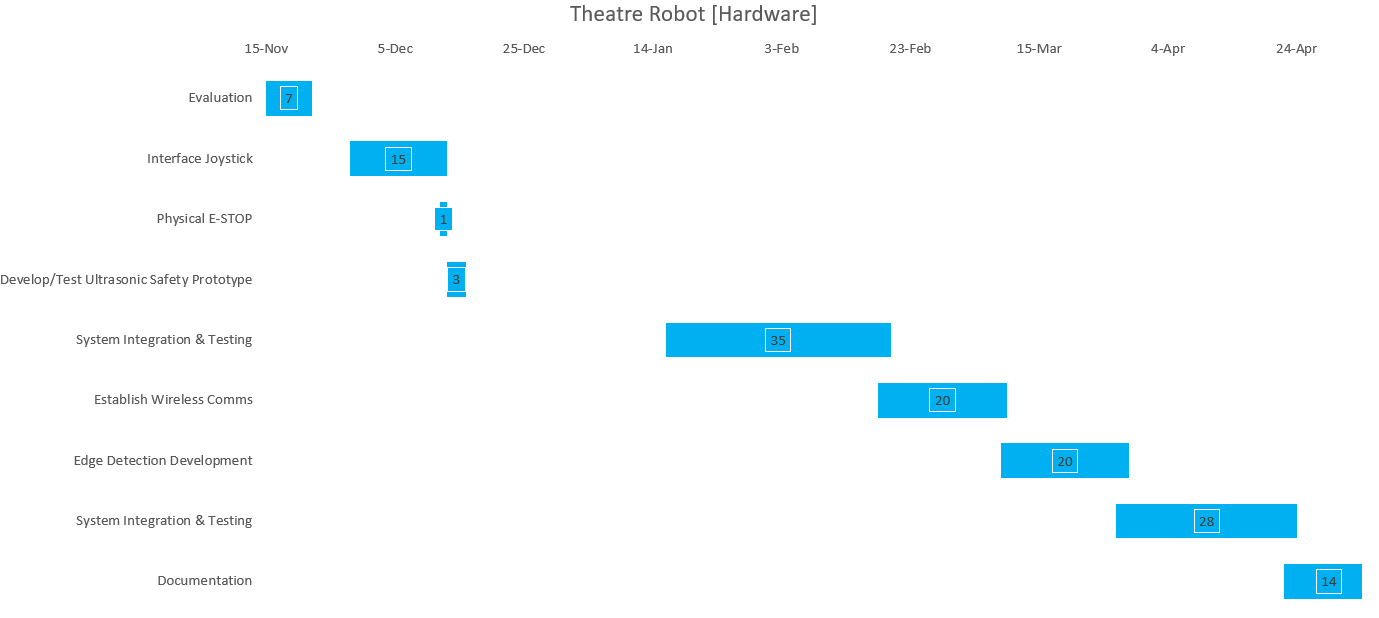 Theatre Robot [Hardware]
15-Nov 5-Dec 25-Dec 14-Jan 3-Feb 23-Feb 15-Mar 4-Apr 24-Apr
Evaluation 7
Interface Joystick 15
Physical E-STOP 1
Develop/Test Ultrasonic Safety Prototype 3
System Integration & Testing 35
Establish Wireless Comms 20
Edge Detection Development 20
System Integration & Testing 28
Documentation 14